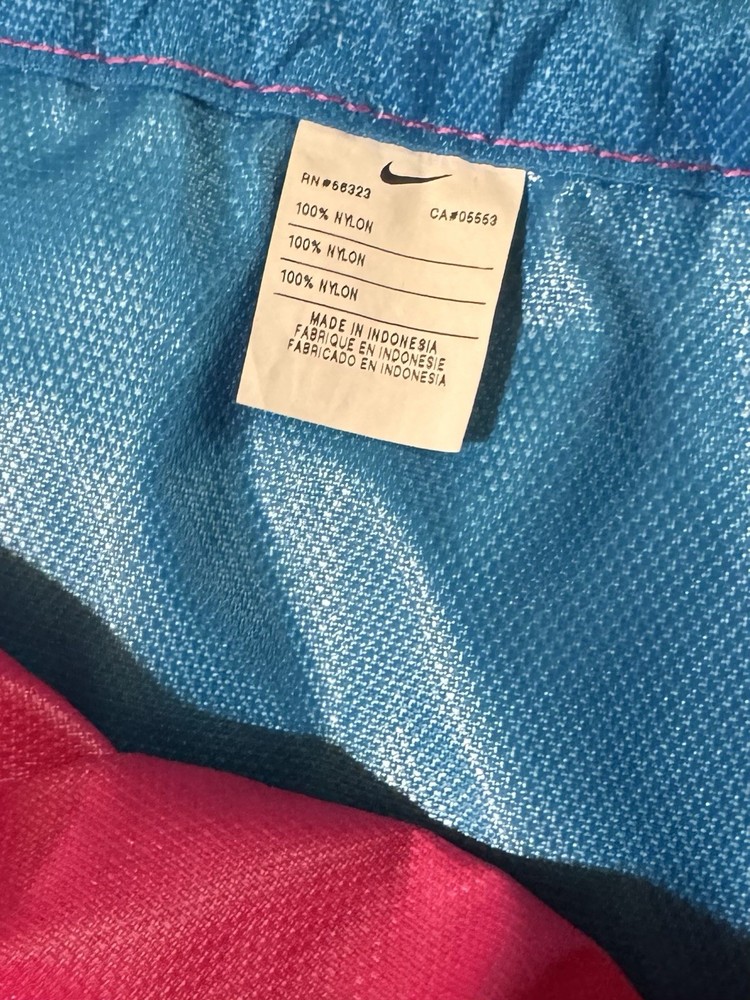 RN#56323
CA#05553
100% NYLON
100% NYLON
100% NYLON
MADE IN INDONESIA
FABRIQUE EN INDONESIE
FABRICADO EN INDONESIA